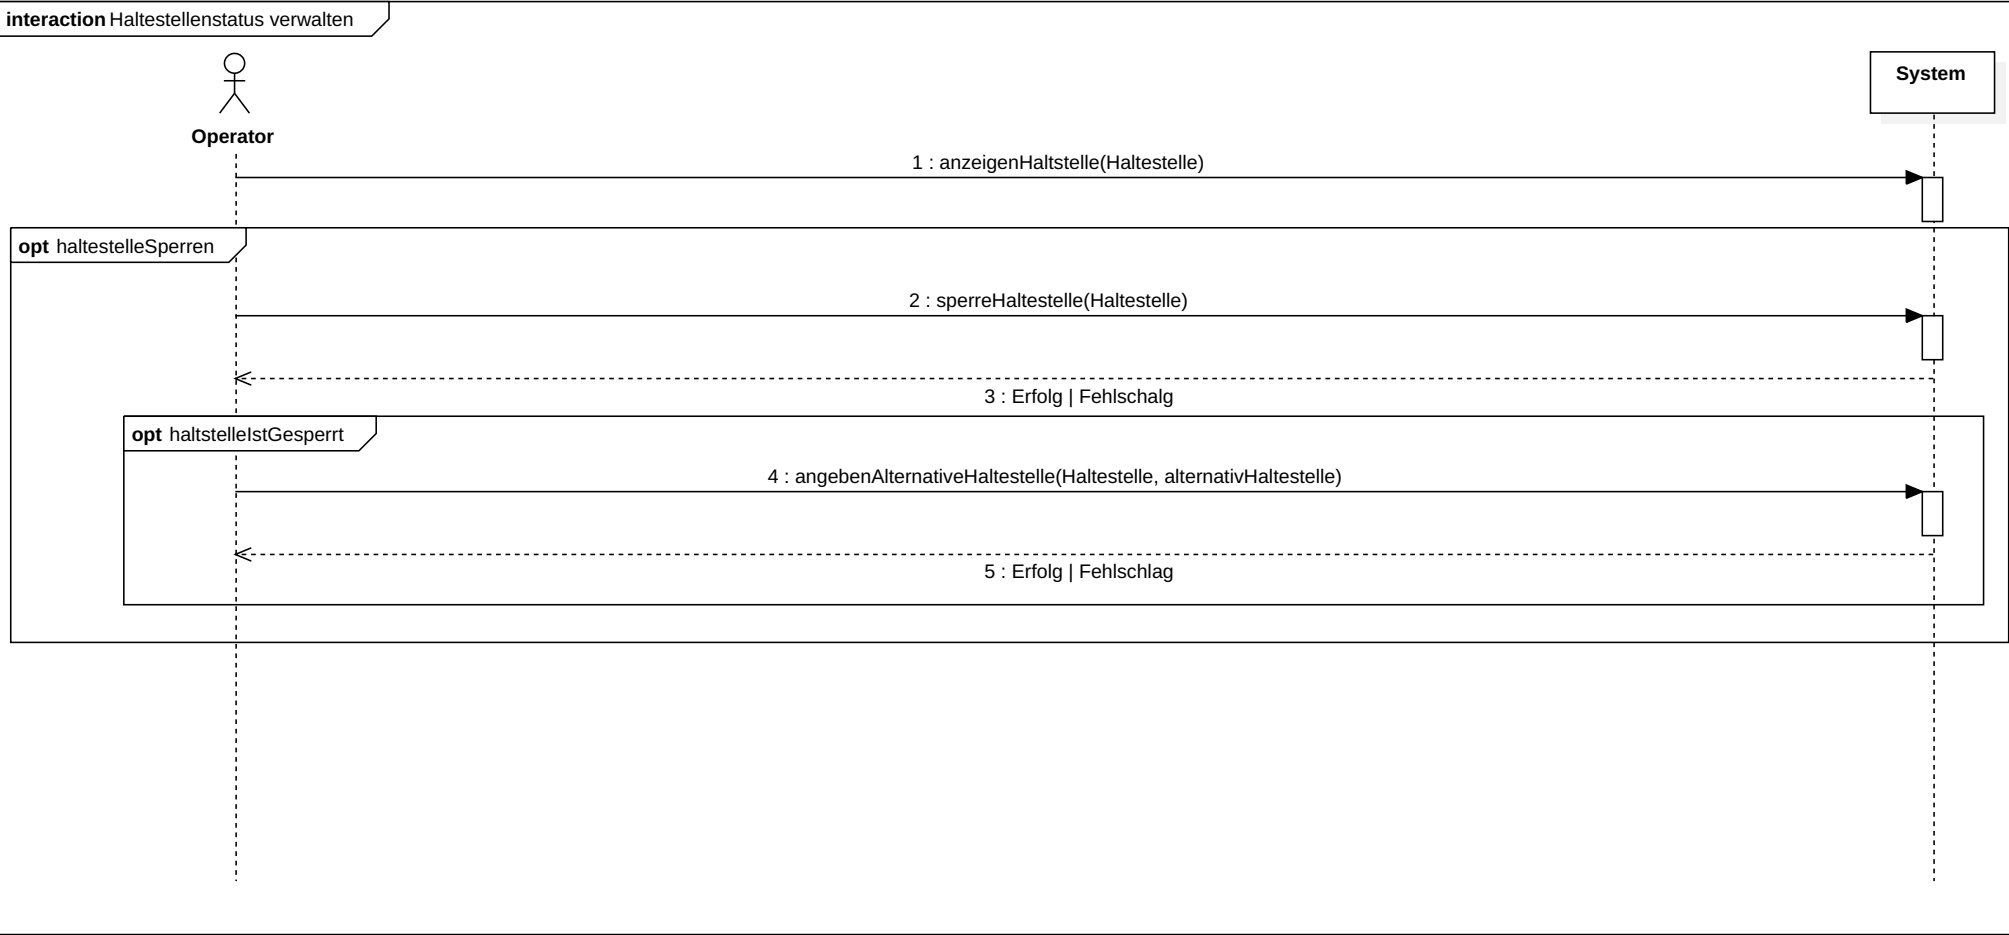 interaction Haltestellenstatus verwalten
System
Operator
1 : anzeigenHaltstelle(Haltestelle)
opt haltestelleSperren
2 : sperreHaltestelle(Haltestelle)
3 : Erfolg | Fehlschalg
opt haltstelleIstGesperrt
4 : angebenAlternativeHaltestelle(Haltestelle, alternativHaltestelle)
5 : Erfolg | Fehlschlag